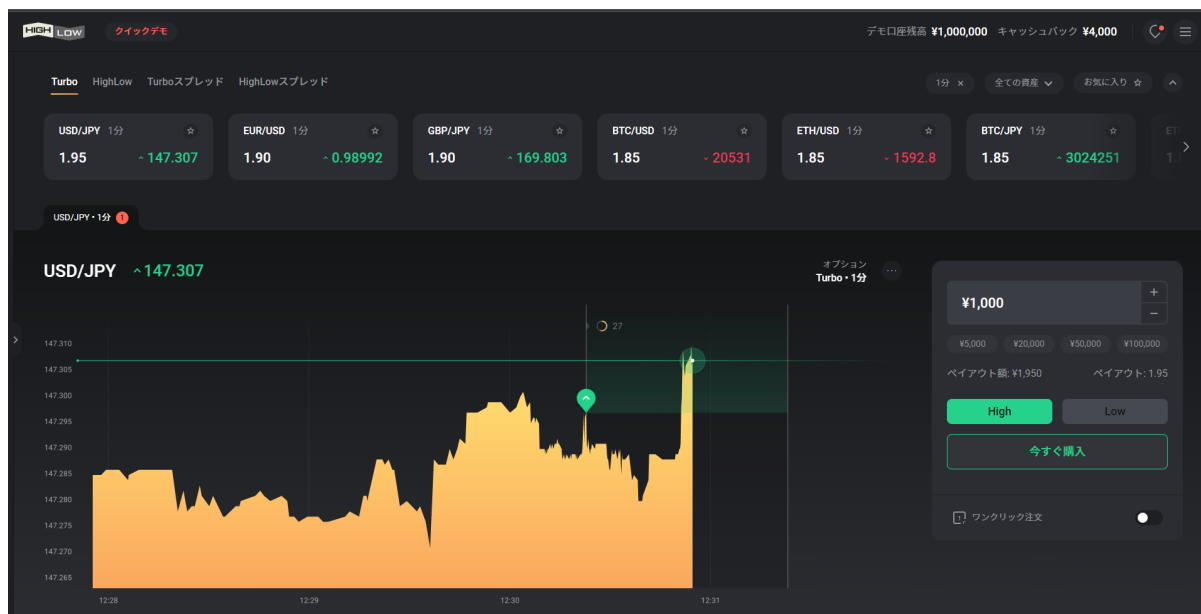 HIGH LOW クイックデモ デモ口座残高 ¥1,000,000 キャッシュバック ¥4,000
Turbo HighLow Turboスプレッド HighLowスプレッド 1分 × 全ての資産 お気に入り
USD/JPY 1分 EUR/USD 1分 GBP/JPY 1分 BTC/USD 1分 ETH/USD 1分 BTC/JPY 1分
1.95 147.307 1.90 0.98992 1.90 169.803 1.85 20531 1.85 1592.8 1.85 3024251
USD/JPY • 1分 1
USD/JPY 147.307
オプション
Turbo • 1分
27
147.310
147.305
147.300
147.295
147.290
147.285
147.280
147.275
147.270
147.265
12:28 12:29 12:30 12:31
¥1,000 + −
¥5,000 ¥20,000 ¥50,000 ¥100,000
ペイアウト額: ¥1,950 ペイアウト: 1.95
High Low
今すぐ購入
ワンクリック注文